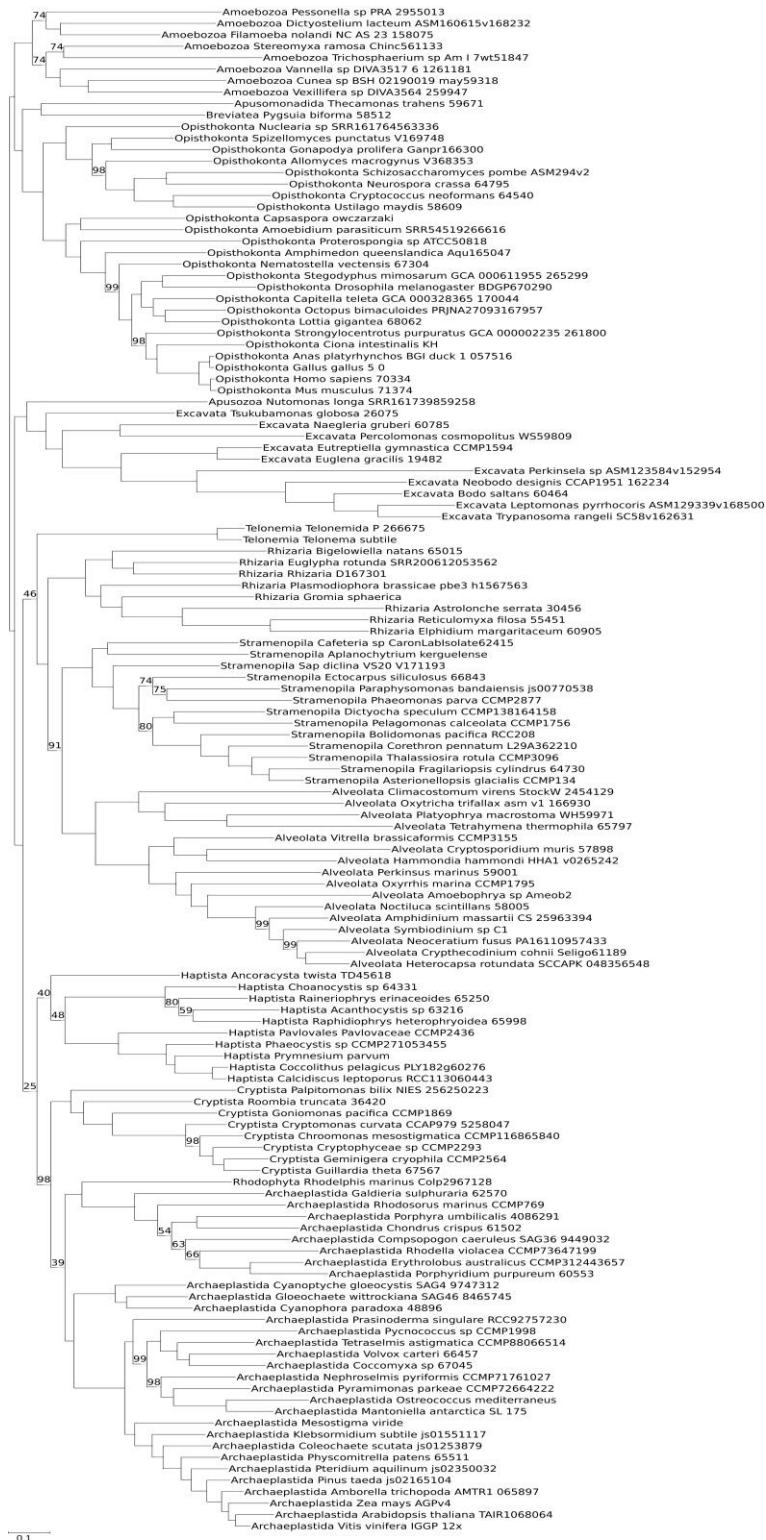 Amoebozoa Pessonella sp PRA 2955013
74
Amoebozoa Dictyostelium lacteum ASM160615v168232
Amoebozoa Filamoeba nolandi NC AS 23 158075
74 Amoebozoa Stereomyxa ramosa Chinc561133
74 Amoebozoa Trichosphaerium sp Am I 7wt51847
Amoebozoa Vannella sp DIVA3517 6 1261181
Amoebozoa Cunea sp BSH 02190019 may59318
Amoebozoa Vexillifera sp DIVA3564 259947
Apusomonadida Thecamonas trahens 59671
Breviatea Pygsuia biforma 58512
Opisthokonta Nuclearia sp SRR161764563336
Opisthokonta Spizellomyces punctatus V169748
Opisthokonta Gonapodya prolifera Ganpr166300
Opisthokonta Allomyces macrogynus V368353
98
Opisthokonta Schizosaccharomyces pombe ASM294v2
Opisthokonta Neurospora crassa 64795
Opisthokonta Cryptococcus neoformans 64540
Opisthokonta Ustilago maydis 58609
Opisthokonta Capsaspora owczarzaki
Opisthokonta Amoebidium parasiticum SRR54519266616
Opisthokonta Proterospongia sp ATCC50818
Opisthokonta Amphimedon queenslandica Aqu165047
Opisthokonta Nematostella vectensis 67304
Opisthokonta Stegodyphus mimosarum GCA 000611955 265299
99 Opisthokonta Drosophila melanogaster BDGP670290
Opisthokonta Capitella teleta GCA 000328365 170044
Opisthokonta Octopus bimaculoides PRJNA27093167957
Opisthokonta Lottia gigantea 68062
Opisthokonta Strongylocentrotus purpuratus GCA 000002235 261800
98
Opisthokonta Ciona intestinalis KH
Opisthokonta Anas platyrhynchos BGI duck 1 057516
Opisthokonta Gallus gallus 5 0
Opisthokonta Homo sapiens 70334
Opisthokonta Mus musculus 71374
Apusozoa Nutomonas longa SRR161739859258
Excavata Tsukubamonas globosa 26075
Excavata Naegleria gruberi 60785
Excavata Percolomonas cosmopolitus WS59809
Excavata Eutreptiella gymnastica CCMP1594
Excavata Euglena gracilis 19482
Excavata Perkinsela sp ASM123584v152954
Excavata Neobodo designis CCAP1951 162234
Excavata Bodo saltans 60464
Excavata Leptomonas pyrrhocoris ASM129339v168500
Excavata Trypanosoma rangeli SC58v162631
Telonemia Telonemida P 266675
Telonemia Telonema subtile
Rhizaria Bigelowiella natans 65015
Rhizaria Euglypha rotunda SRR200612053562
Rhizaria Rhizaria D167301
Rhizaria Plasmodiophora brassicae pbe3 h1567563
46
Rhizaria Gromia sphaerica
Rhizaria Astrolonche serrata 30456
Rhizaria Reticulomyxa filosa 55451
Rhizaria Elphidium margaritaceum 60905
Stramenopila Cafeteria sp CaronLabIsolate62415
Stramenopila Aplanochytrium kerguelense
Stramenopila Sap diclina VS20 V171193
Stramenopila Ectocarpus siliculosus 66843
74
75 Stramenopila Paraphysomonas bandaiensis js00770538
Stramenopila Phaeomonas parva CCMP2877
Stramenopila Dictyocha speculum CCMP138164158
80 Stramenopila Pelagomonas calceolata CCMP1756
Stramenopila Bolidomonas pacifica RCC208
91 Stramenopila Corethron pennatum L29A362210
Stramenopila Thalassiosira rotula CCMP3096
Stramenopila Fragilariopsis cylindrus 64730
Stramenopila Asterionellopsis glacialis CCMP134
Alveolata Climacostomum virens StockW 2454129
Alveolata Oxytricha trifallax asm v1 166930
Alveolata Platyophrya macrostoma WH59971
Alveolata Tetrahymena thermophila 65797
Alveolata Vitrella brassicaformis CCMP3155
Alveolata Cryptosporidium muris 57898
Alveolata Hammondia hammondi HHA1 v0265242
Alveolata Perkinsus marinus 59001
Alveolata Oxyrrhis marina CCMP1795
Alveolata Amoebophrya sp Ameob2
Alveolata Noctiluca scintillans 58005
Alveolata Amphidinium massartii CS 25963394
99
Alveolata Symbiodinium sp C1
99 Alveolata Neoceratium fusus PA16110957433
Alveolata Crypthecodinium cohnii Seligo61189
Alveolata Heterocapsa rotundata SCCAPK 048356548
Haptista Ancoracysta twista TD45618
Haptista Choanocystis sp 64331
40
80 Haptista Raineriophrys erinaceoides 65250
59 Haptista Acanthocystis sp 63216
48
Haptista Raphidiophrys heterophryoidea 65998
Haptista Pavlovales Pavlovaceae CCMP2436
Haptista Phaeocystis sp CCMP271053455
Haptista Prymnesium parvum
Haptista Coccolithus pelagicus PLY182g60276
Haptista Calcidiscus leptoporus RCC113060443
25
Cryptista Palpitomonas bilix NIES 256250223
Cryptista Roombia truncata 36420
Cryptista Goniomonas pacifica CCMP1869
Cryptista Cryptomonas curvata CCAP979 5258047
98 Cryptista Chroomonas mesostigmatica CCMP116865840
Cryptista Cryptophyceae sp CCMP2293
Cryptista Geminigera cryophila CCMP2564
Cryptista Guillardia theta 67567
98
Rhodophyta Rhodelphis marinus Colp2967128
Archaeplastida Galdieria sulphuraria 62570
Archaeplastida Rhodosorus marinus CCMP769
Archaeplastida Porphyra umbilicalis 4086291
54 Archaeplastida Chondrus crispus 61502
63 Archaeplastida Compsopogon caeruleus SAG36 9449032
66 Archaeplastida Rhodella violacea CCMP73647199
39
Archaeplastida Erythrolobus australicus CCMP312443657
Archaeplastida Porphyridium purpureum 60553
Archaeplastida Cyanoptyche gloeocystis SAG4 9747312
Archaeplastida Gloeochaete wittrockiana SAG46 8465745
Archaeplastida Cyanophora paradoxa 48896
Archaeplastida Prasinoderma singulare RCC92757230
Archaeplastida Pycnococcus sp CCMP1998
Archaeplastida Tetraselmis astigmatica CCMP88066514
99 Archaeplastida Volvox carteri 66457
Archaeplastida Coccomyxa sp 67045
98 Archaeplastida Nephroselmis pyriformis CCMP71761027
Archaeplastida Pyramimonas parkeae CCMP72664222
Archaeplastida Ostreococcus mediterraneus
Archaeplastida Mantoniella antarctica SL 175
Archaeplastida Mesostigma viride
Archaeplastida Klebsormidium subtile js01551117
Archaeplastida Coleochaete scutata js01253879
Archaeplastida Physcomitrella patens 65511
Archaeplastida Pteridium aquilinum js02350032
Archaeplastida Pinus taeda js02165104
Archaeplastida Amborella trichopoda AMTR1 065897
Archaeplastida Zea mays AGPv4
Archaeplastida Arabidopsis thaliana TAIR1068064
Archaeplastida Vitis vinifera IGGP 12x
0.1